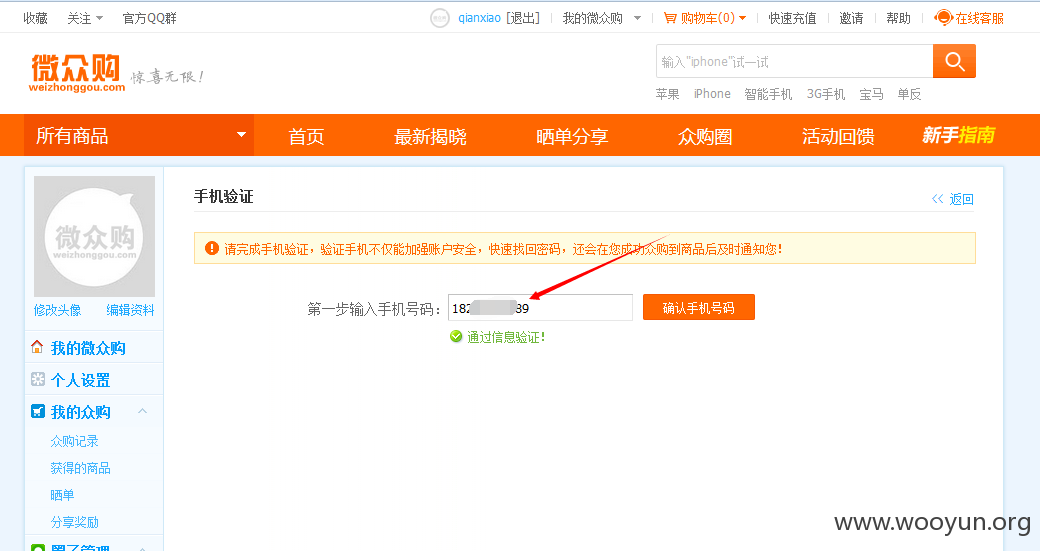 收藏 关注 官方QQ群 qianxiao [退出] 我的微众购 购物车(0) 快速充值 邀请 帮助 在线客服
微众购 惊喜无限!
weizhonggou.com
输入"iphone"试一试
苹果 iPhone 智能手机 3G手机 宝马 单反
所有商品 首页 最新揭晓 晒单分享 众购圈 活动回馈 新手指南
手机验证
返回
微众购
weizhonggou.com
请完成手机验证，验证手机不仅能加强账户安全，快速找回密码，还会在您成功众购到商品后及时通知您！
修改头像 编辑资料
第一步输入手机号码： 182 39 确认手机号码
通过信息验证！
我的微众购
个人设置
我的众购
众购记录
获得的商品
晒单
分享奖励
圈子管理
www.wooyun.org